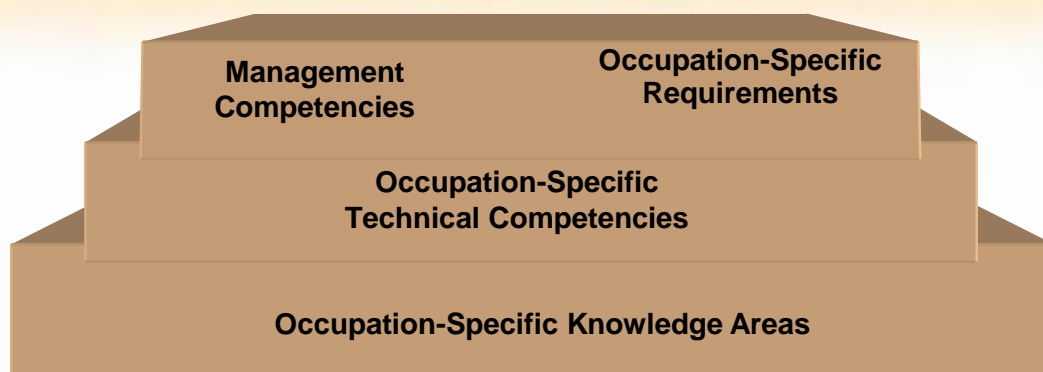 Management
Competencies
Occupation-Specific
Requirements
Occupation-Specific
Technical Competencies
Occupation-Specific Knowledge Areas